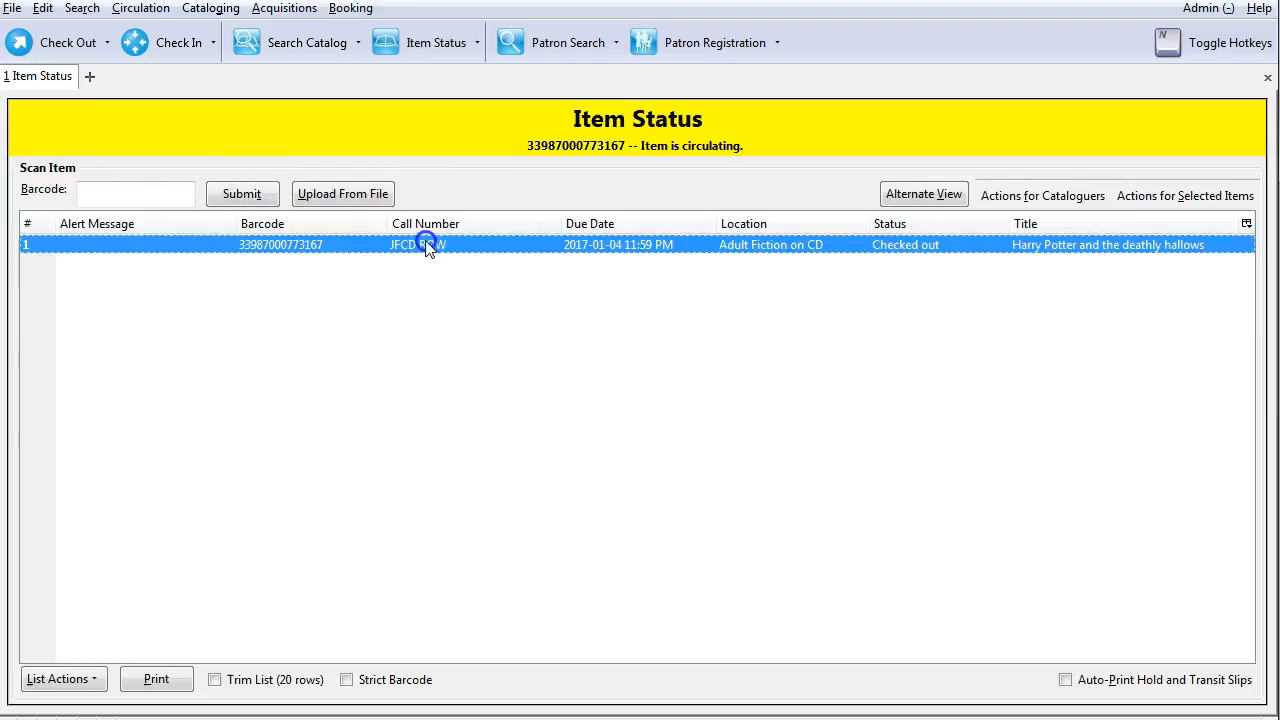 File Edit Search Circulation Cataloging Acquisitions Booking Admin (-) Help
Check Out Check In Search Catalog Item Status Patron Search Patron Registration N Toggle Hotkeys
1 Item Status
Item Status
33987000773167 -- Item is circulating.
Scan Item
Barcode: Submit Upload From File Alternate View Actions for Cataloguers Actions for Selected Items
# Alert Message Barcode Call Number Due Date Location Status Title
1 33987000773167 JFCD 2017-01-04 11:59 PM Adult Fiction on CD Checked out Harry Potter and the deathly hallows
List Actions Print Trim List (20 rows) Strict Barcode Auto-Print Hold and Transit Slips